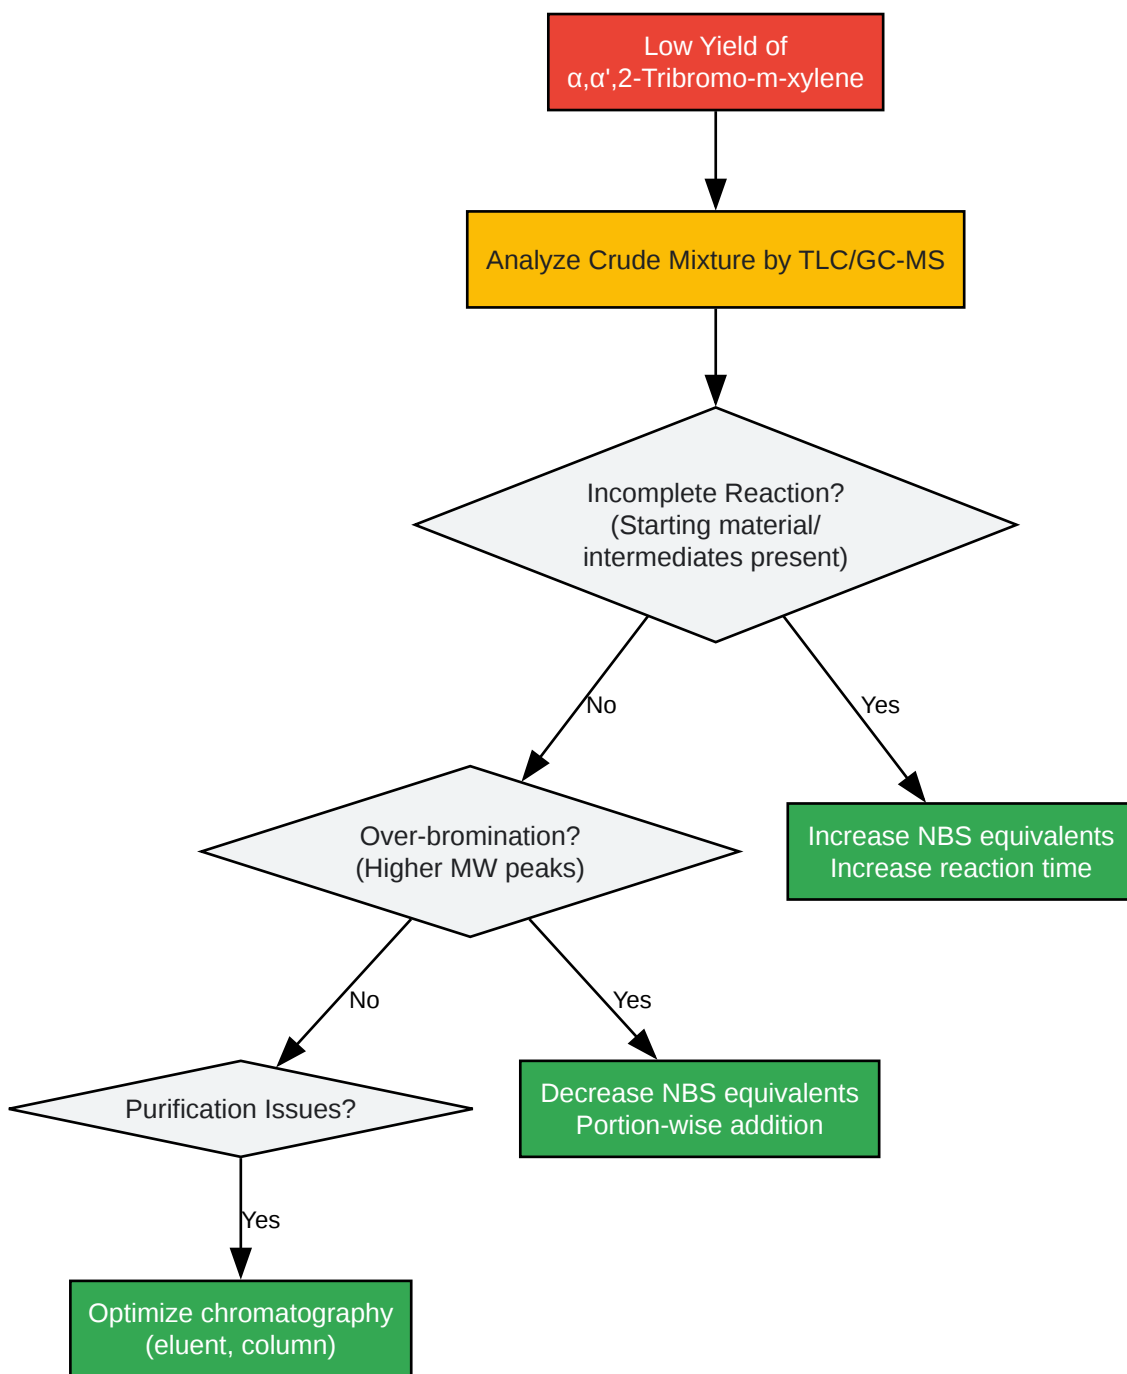 Low Yield of
α,α',2-Tribromo-m-xylene
Analyze Crude Mixture by TLC/GC-MS
Incomplete Reaction?
(Starting material/
intermediates present)
No
Yes
Over-bromination?
(Higher MW peaks)
Increase NBS equivalents
Increase reaction time
No
Yes
Purification Issues?
Decrease NBS equivalents
Portion-wise addition
Yes
Optimize chromatography
(eluent, column)